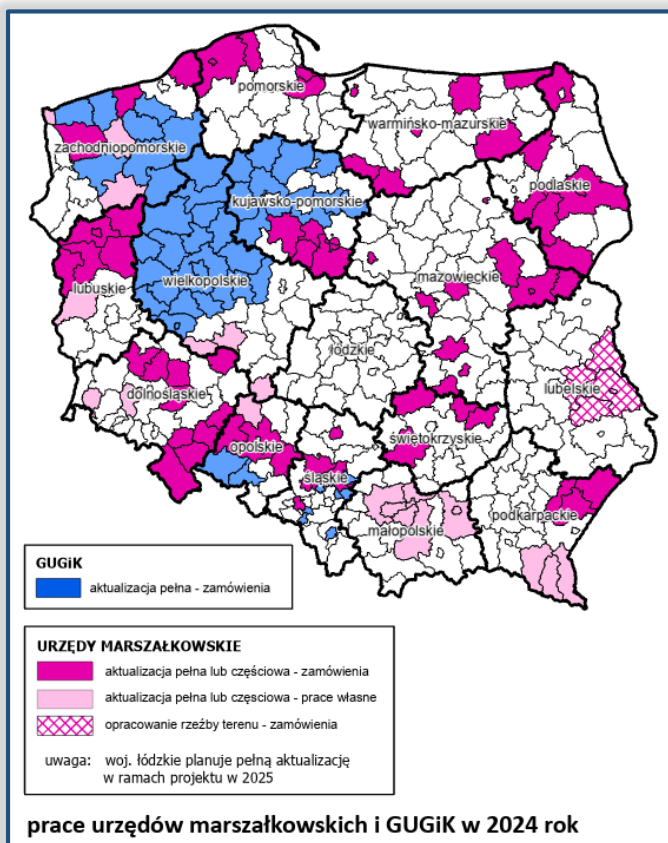 pomorskie
warmińsko-mazurskie
zachodniopomorskie
podlaskie
kujawsko-pomorskie
mazowieckie
wielkopolskie
lubuskie
łódzkie
lubelskie
dolnośląskie
opolskie
świętokrzyskie
śląskie
podkarpackie
małopolskie
GUGiK
aktualizacja pełna - zamówienia
URZĘDY MARSZAŁKOWSKIE
aktualizacja pełna lub częściowa - zamówienia
aktualizacja pełna lub częsciowa - prace własne
opracowanie rzeźby terenu - zamówienia
uwaga: woj. łódzkie planuje pełną aktualizację
w ramach projektu w 2025
prace urzędów marszałkowskich i GUGiK w 2024 rok